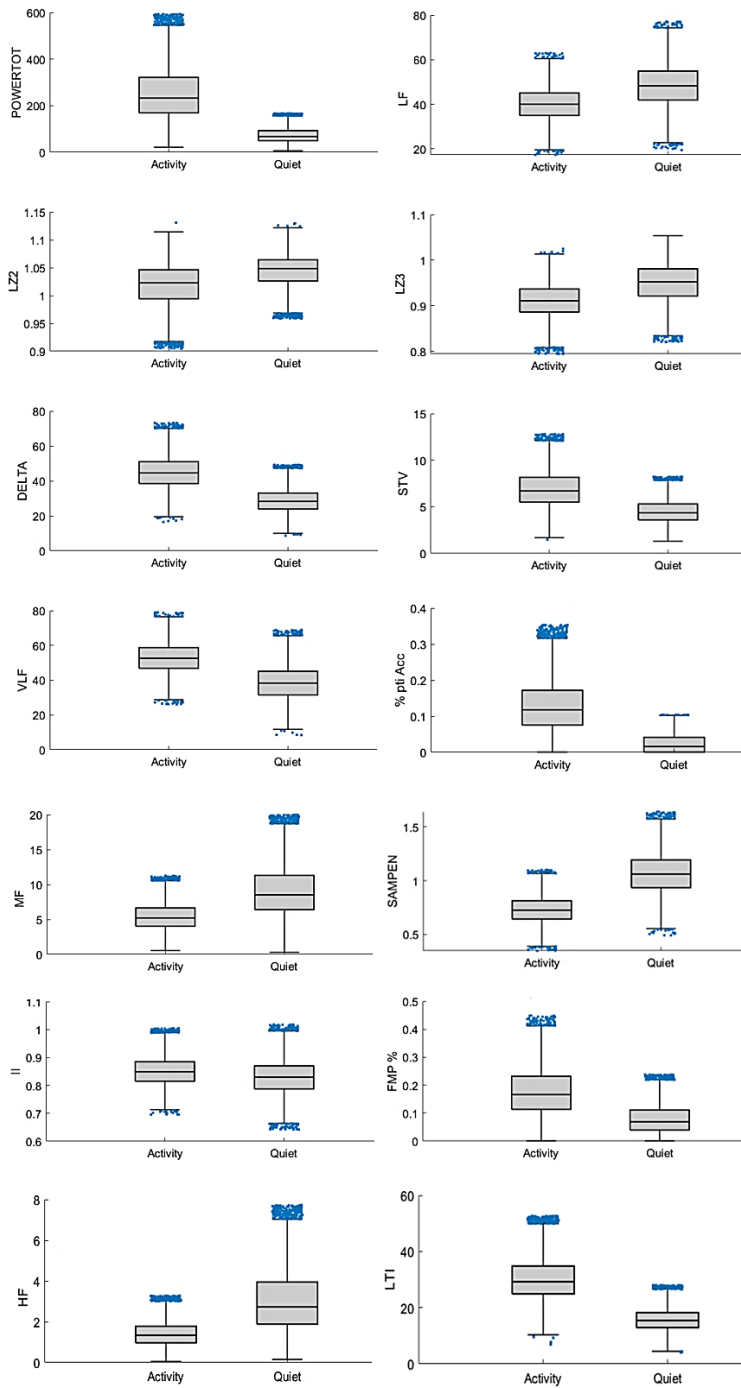 POWERTOT
600
400
200
0
Activity Quiet
LF
80
60
40
20
Activity Quiet
LZ2
1.15
1.1
1.05
1
0.95
0.9
Activity Quiet
LZ3
1.1
1
0.9
0.8
Activity Quiet
DELTA
80
60
40
20
0
Activity Quiet
STV
15
10
5
0
Activity Quiet
VLF
80
60
40
20
0
Activity Quiet
% pti Acc
0.4
0.3
0.2
0.1
0
Activity Quiet
MF
20
15
10
5
0
Activity Quiet
SAMPEN
1.5
1
0.5
Activity Quiet
II
1.1
1
0.9
0.8
0.7
0.6
Activity Quiet
FMP %
0.5
0.4
0.3
0.2
0.1
0
Activity Quiet
HF
8
6
4
2
0
Activity Quiet
LTI
60
40
20
0
Activity Quiet